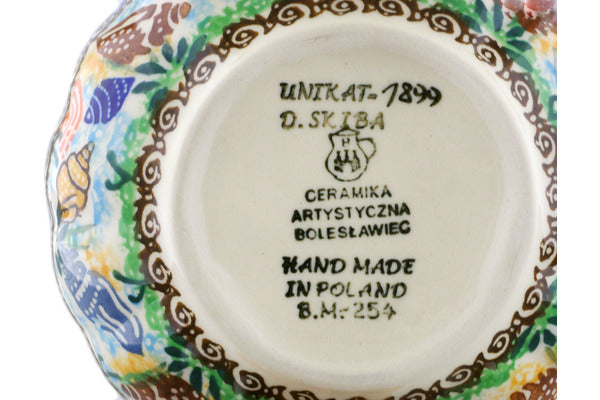 UNIKAT-1899
D. SKIBA
CERAMIKA
ARTYSTYCZNA
BOLESŁAWIEC
HAND MADE
IN POLAND
B.M.-254